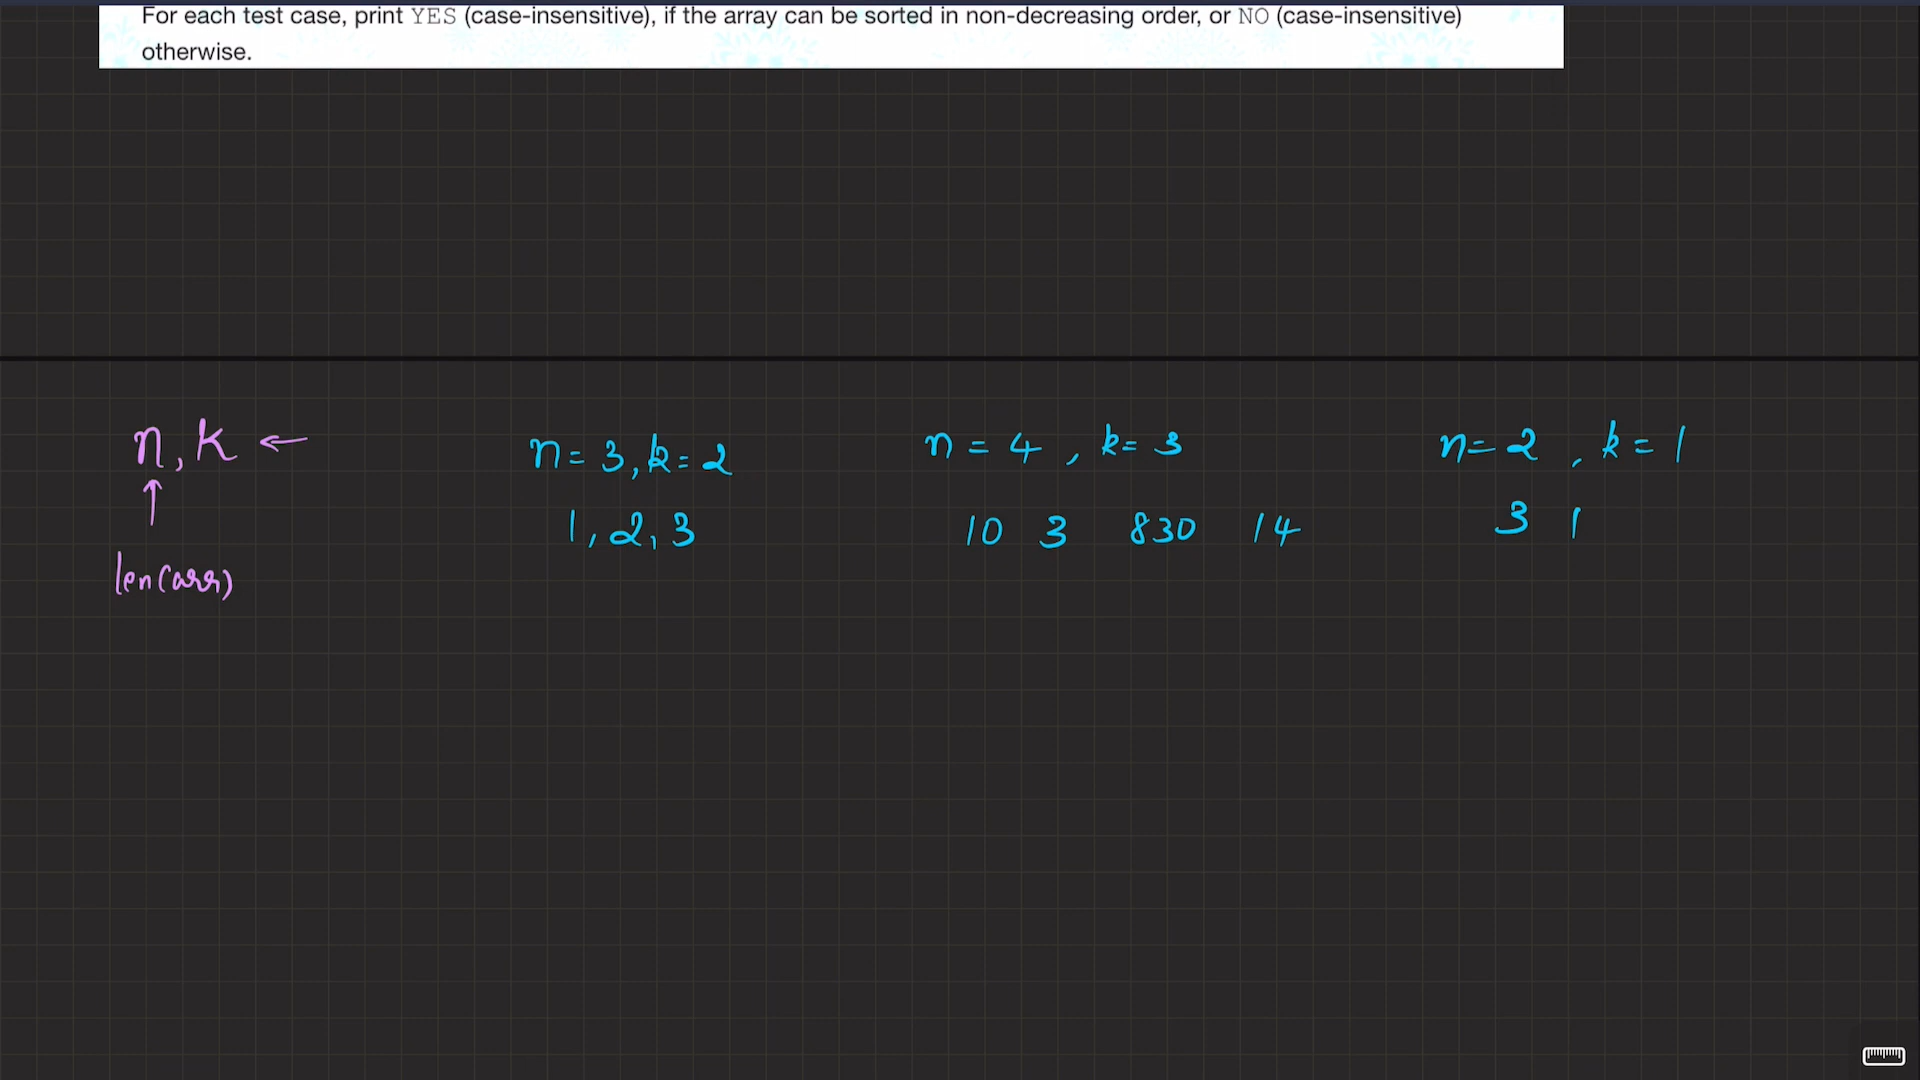 For each test case, print YES (case-insensitive), if the array can be sorted in non-decreasing order, or NO (case-insensitive)
otherwise.
n, k ←
↑
len(arr)
n = 3, k = 2
1, 2, 3
n = 4 , k = 3
10 3 830 14
n = 2 , k = 1
3 1